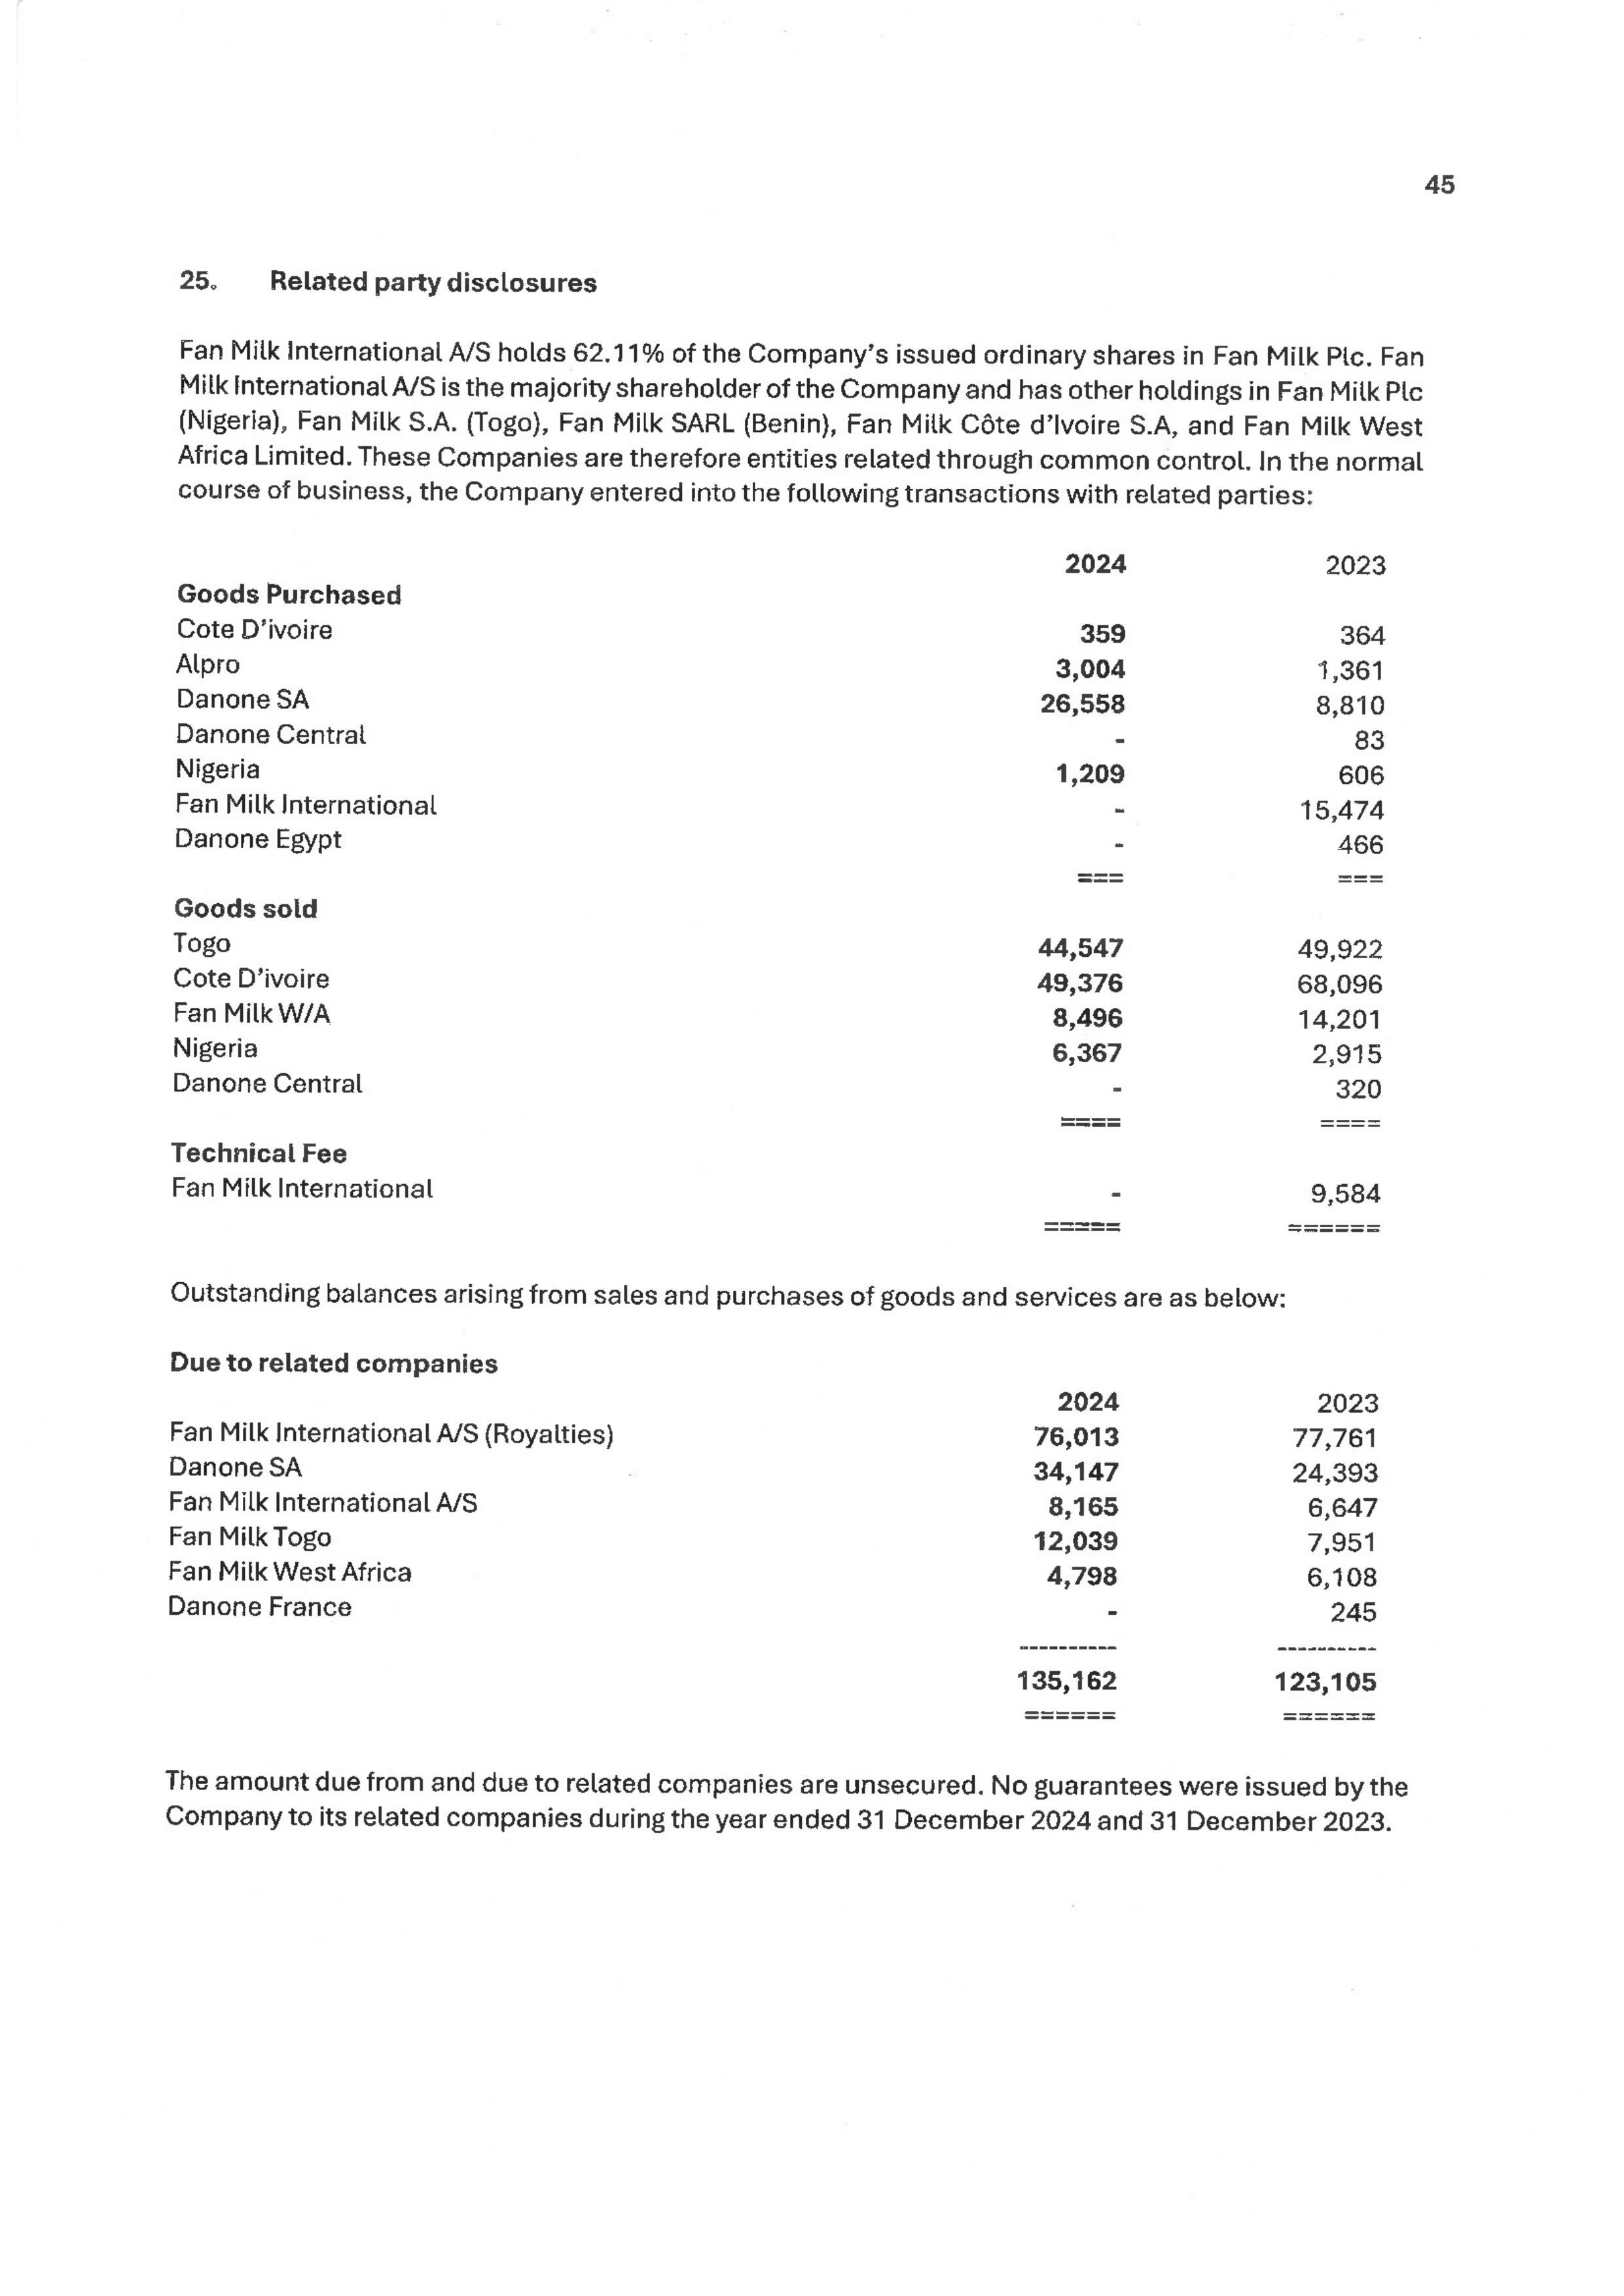 45
25. Related party disclosures
Fan Milk International A/S holds 62.11% of the Company's issued ordinary shares in Fan Milk Plc. Fan
Milk International A/S is the majority shareholder of the Company and has other holdings in Fan Milk Plc
(Nigeria), Fan Milk S.A. (Togo), Fan Milk SARL (Benin), Fan Milk Côte d'Ivoire S.A, and Fan Milk West
Africa Limited. These Companies are therefore entities related through common control. In the normal
course of business, the Company entered into the following transactions with related parties:
2024 2023
Goods Purchased
Cote D'ivoire 359 364
Alpro 3,004 1,361
Danone SA 26,558 8,810
Danone Central - 83
Nigeria 1,209 606
Fan Milk International - 15,474
Danone Egypt - 466
=== ===
Goods sold
Togo 44,547 49,922
Cote D'ivoire 49,376 68,096
Fan Milk W/A 8,496 14,201
Nigeria 6,367 2,915
Danone Central - 320
==== ====
Technical Fee
Fan Milk International - 9,584
===== ======
Outstanding balances arising from sales and purchases of goods and services are as below:
Due to related companies
2024 2023
Fan Milk International A/S (Royalties) 76,013 77,761
Danone SA 34,147 24,393
Fan Milk International A/S 8,165 6,647
Fan Milk Togo 12,039 7,951
Fan Milk West Africa 4,798 6,108
Danone France - 245
---------- ----------
135,162 123,105
====== ======
The amount due from and due to related companies are unsecured. No guarantees were issued by the
Company to its related companies during the year ended 31 December 2024 and 31 December 2023.